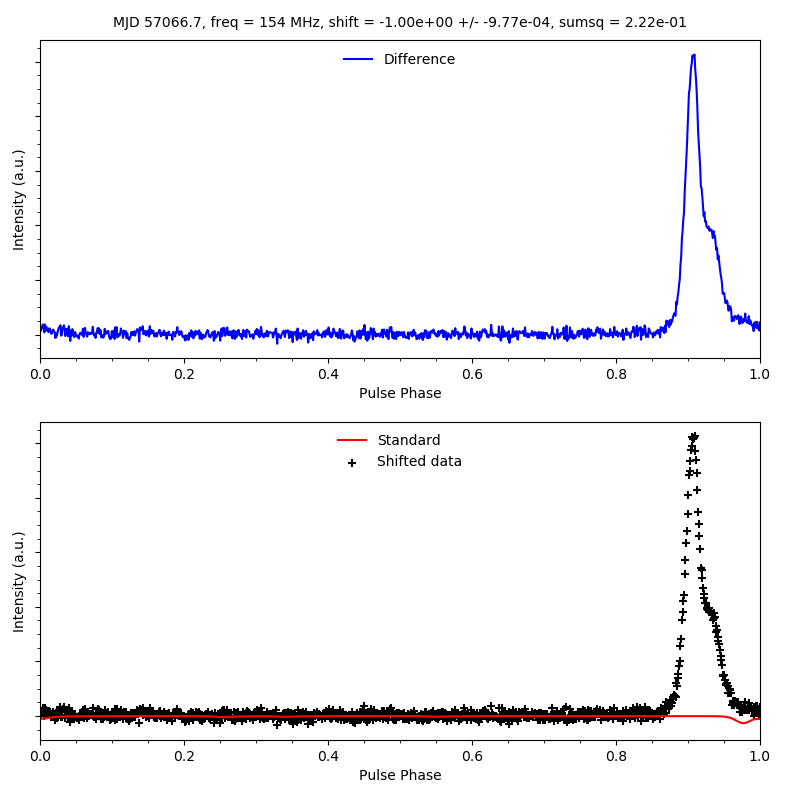 MJD 57066.7, freq = 154 MHz, shift = -1.00e+00 +/- -9.77e-04, sumsq = 2.22e-01
Difference
Intensity (a.u.)
0.0 0.2 0.4 0.6 0.8 1.0
Pulse Phase
Standard
Shifted data
Intensity (a.u.)
0.0 0.2 0.4 0.6 0.8 1.0
Pulse Phase